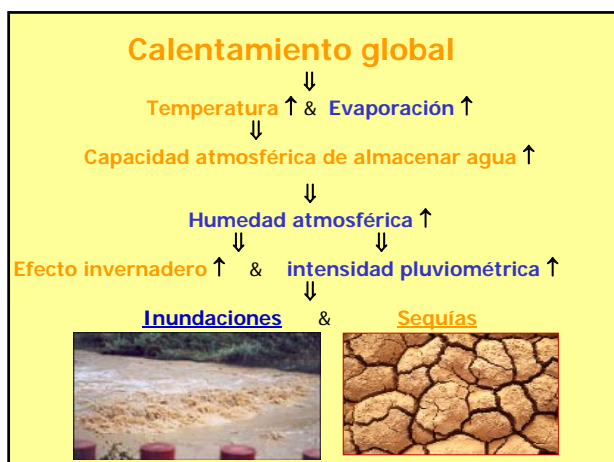 Calentamiento global
⇓
Temperatura ↑ & Evaporación ↑
⇓
Capacidad atmosférica de almacenar agua ↑
⇓
Humedad atmosférica ↑
⇓ ⇓
Efecto invernadero ↑ & intensidad pluviométrica ↑
⇓
Inundaciones & Sequías